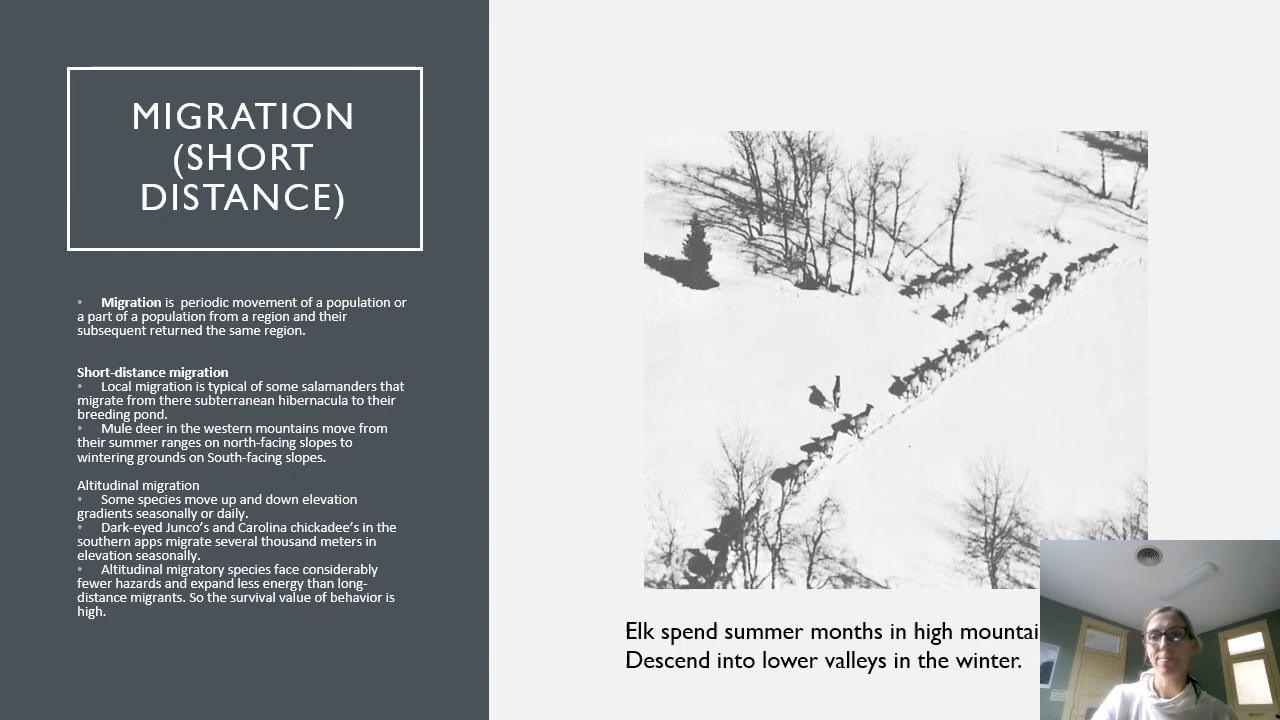 MIGRATION
(SHORT
DISTANCE)
• Migration is periodic movement of a population or
a part of a population from a region and their
subsequent returned the same region.
Short-distance migration
• Local migration is typical of some salamanders that
migrate from there subterranean hibernacula to their
breeding pond.
• Mule deer in the western mountains move from
their summer ranges on north-facing slopes to
wintering grounds on South-facing slopes.
Altitudinal migration
• Some species move up and down elevation
gradients seasonally or daily.
• Dark-eyed Junco's and Carolina chickadee's in the
southern apps migrate several thousand meters in
elevation seasonally.
• Altitudinal migratory species face considerably
fewer hazards and expand less energy than long-
distance migrants. So the survival value of behavior is
high.
Elk spend summer months in high mountai
Descend into lower valleys in the winter.